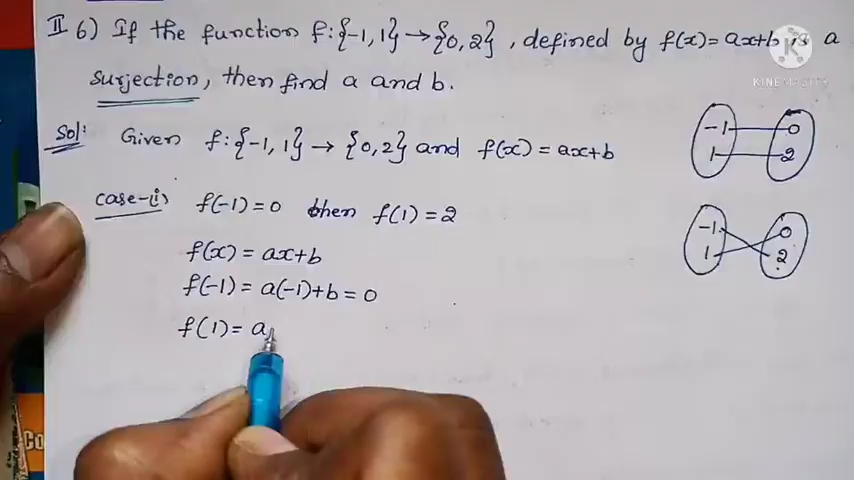 II 6) If the function f:{-1, 1}→{0, 2}, defined by f(x)=ax+b is a
surjection, then find a and b.
Sol: Given f:{-1, 1} → {0, 2} and f(x) = ax+b
case-(i) f(-1)=0 then f(1)=2
f(x) = ax+b
f(-1) = a(-1)+b = 0
f(1)= a
-1 0
1 2
-1 0
1 2
K
KINEMASTER
Co